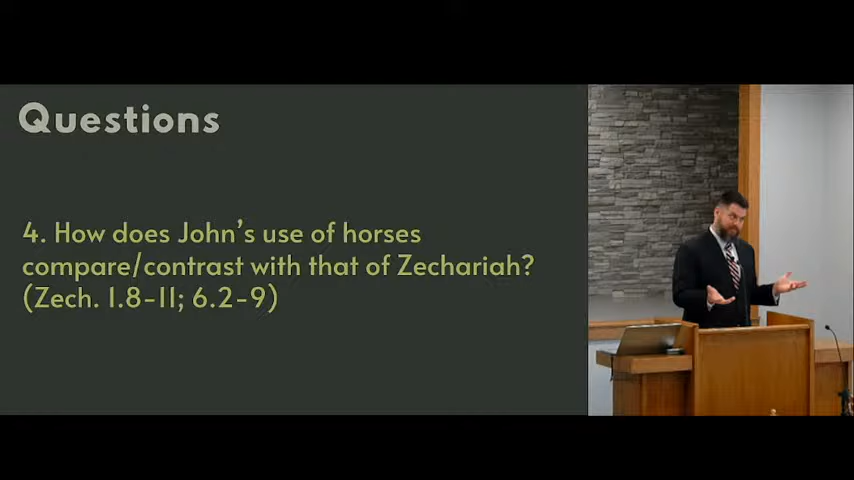 Questions
4. How does John's use of horses
compare/contrast with that of Zechariah?
(Zech. 1.8-11; 6.2-9)